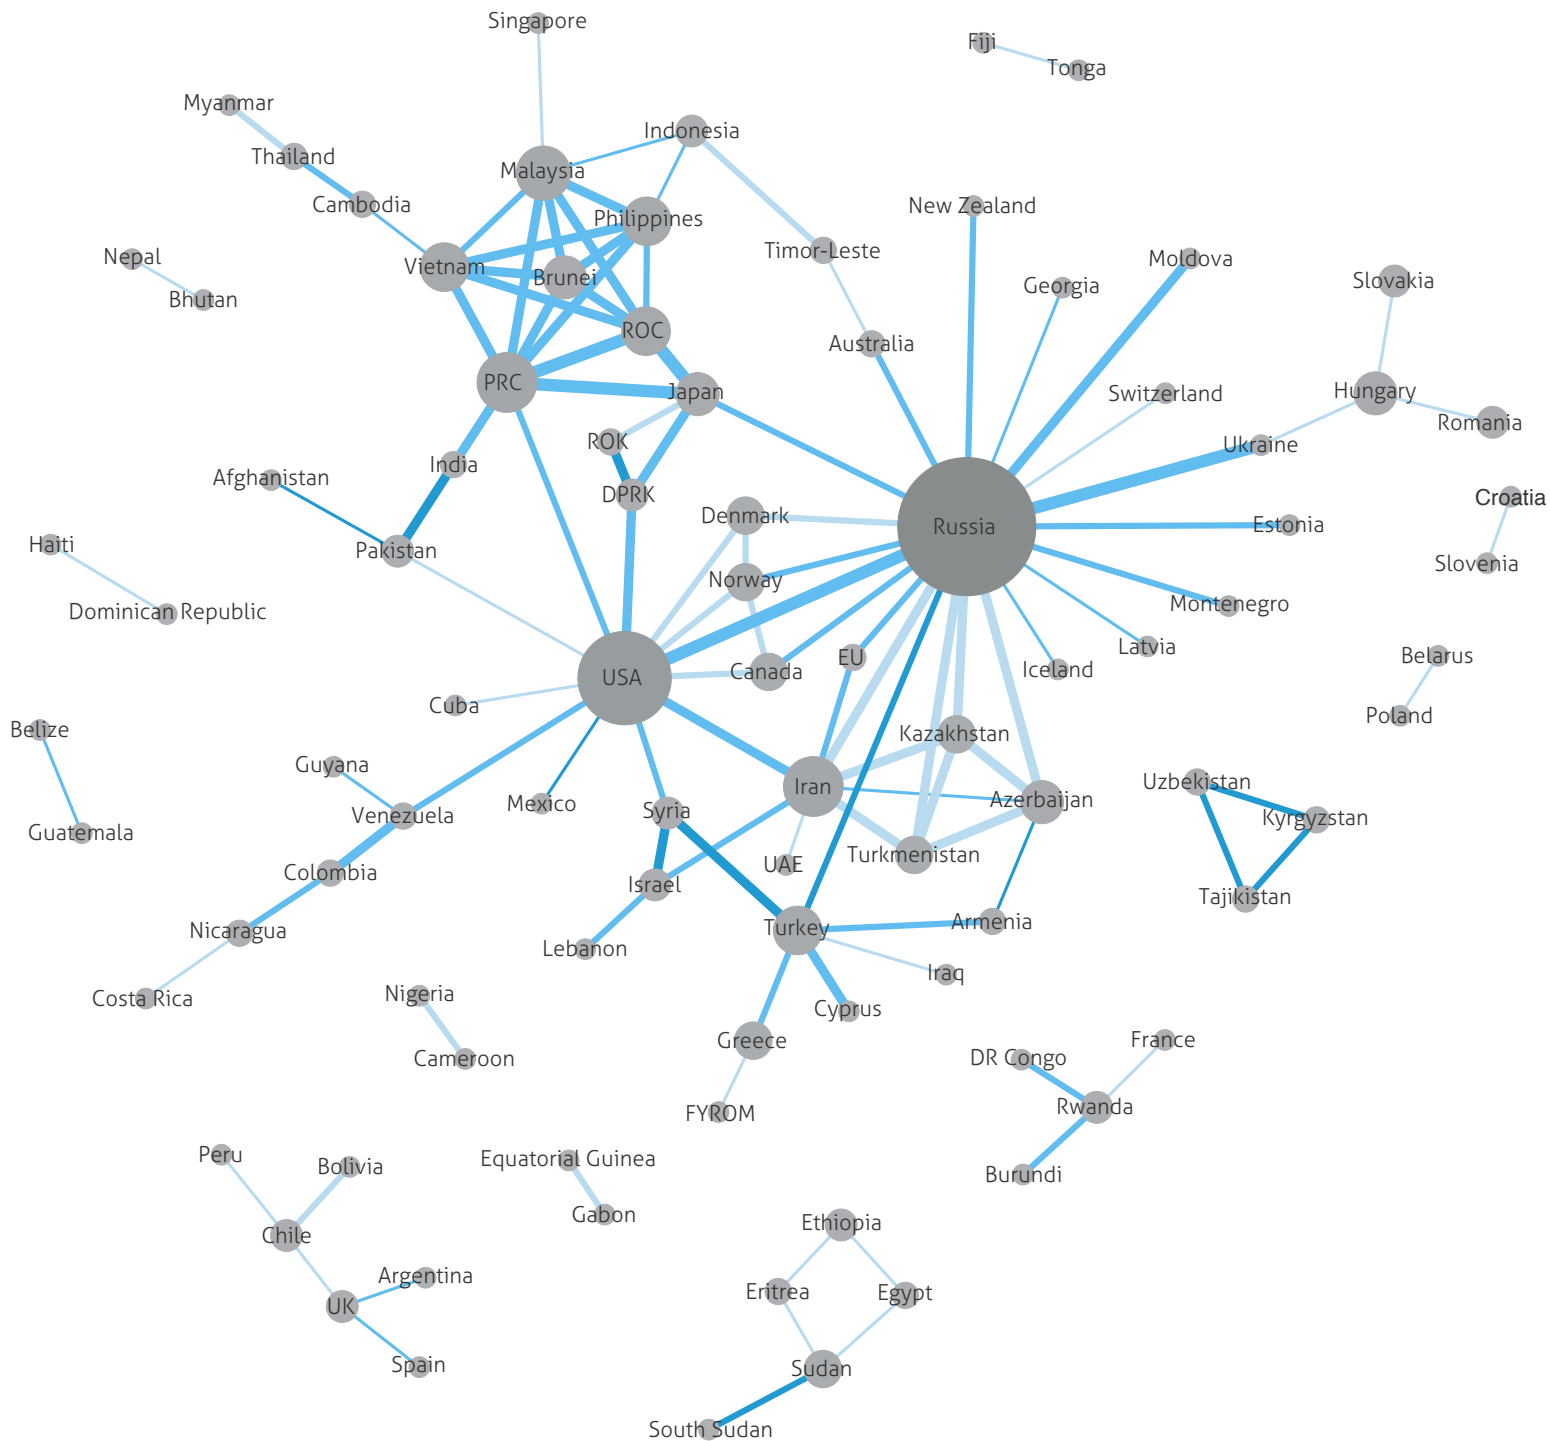 Singapore
Fiji
Tonga
Myanmar
Indonesia
Thailand
Malaysia
Cambodia
New Zealand
Philippines
Timor-Leste
Nepal
Moldova
Vietnam
Brunei
Slovakia
Georgia
Bhutan
ROC
Australia
PRC
Japan
Switzerland
Hungary
Romania
ROK
Ukraine
India
Afghanistan
DPRK
Croatia
Denmark
Russia
Estonia
Haiti
Pakistan
Slovenia
Norway
Dominican Republic
Montenegro
Latvia
EU
Belarus
USA
Canada
Iceland
Cuba
Poland
Belize
Kazakhstan
Guyana
Uzbekistan
Iran
Mexico
Azerbaijan
Syria
Venezuela
Kyrgyzstan
Guatemala
Turkmenistan
UAE
Colombia
Israel
Tajikistan
Armenia
Turkey
Nicaragua
Lebanon
Iraq
Nigeria
Costa Rica
Cyprus
Greece
France
Cameroon
DR Congo
Rwanda
FYROM
Peru
Equatorial Guinea
Bolivia
Burundi
Gabon
Ethiopia
Chile
Argentina
Eritrea
Egypt
UK
Spain
Sudan
South Sudan